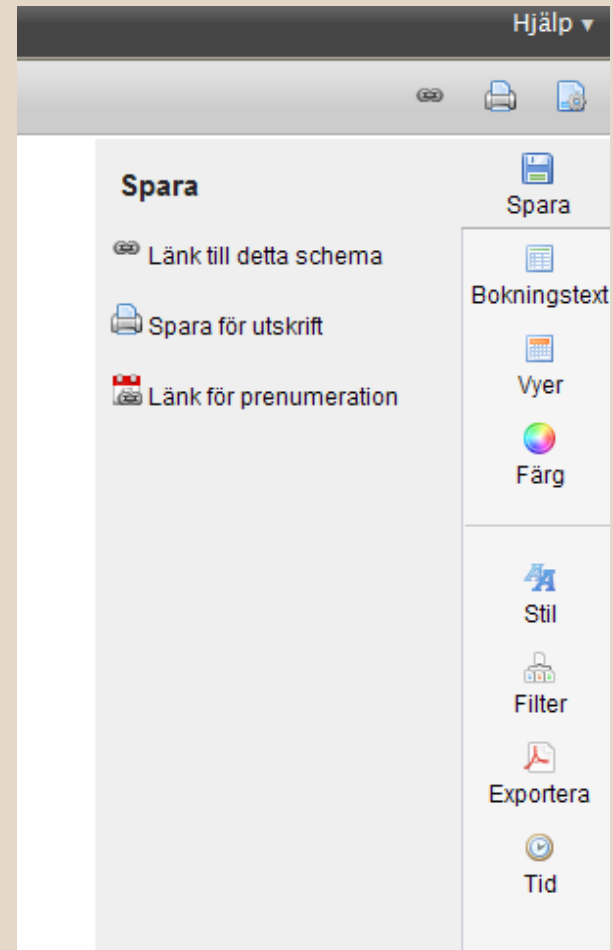 Hjälp ▾
Spara
Länk till detta schema
Spara för utskrift
Länk för prenumeration
Spara
Bokningstext
Vyer
Färg
Stil
Filter
Exportera
Tid